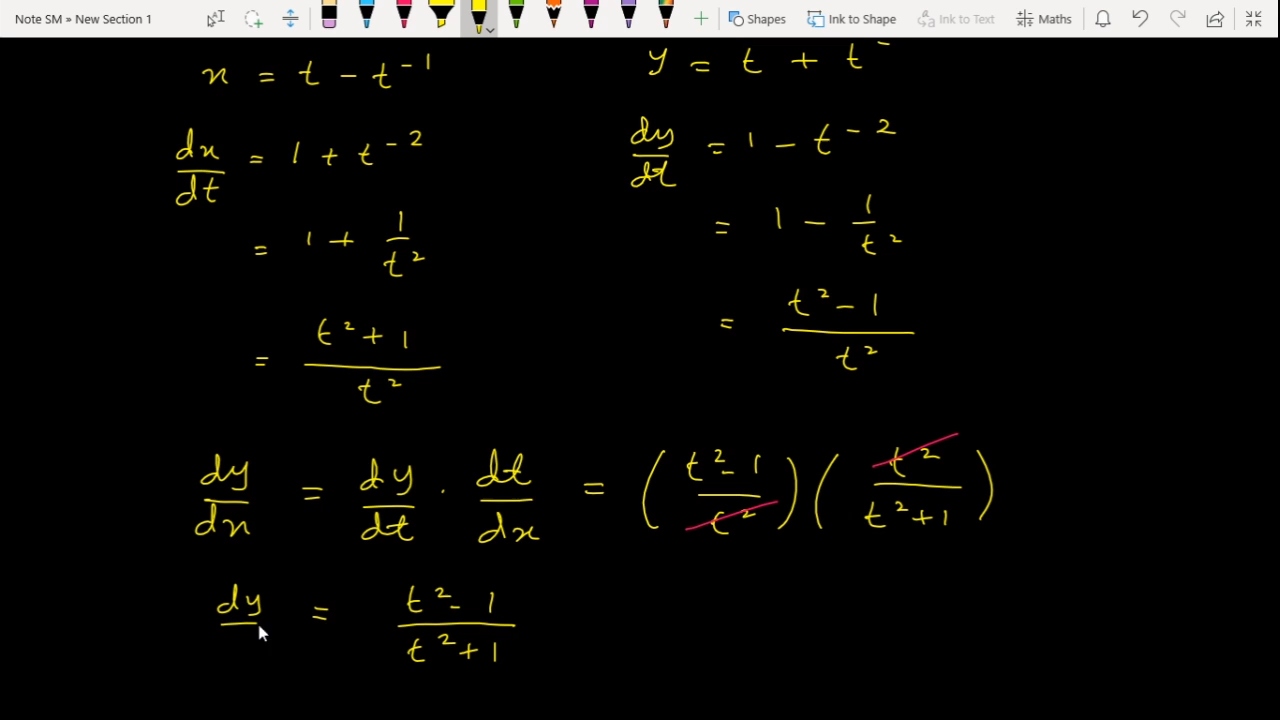 Note SM » New Section 1 Shapes Ink to Shape Ink to Text Maths
x = t - t⁻¹
y = t + t⁻
dx/dt = 1 + t⁻²
dy/dt = 1 - t⁻²
= 1 + 1/t²
= 1 - 1/t²
= (t² + 1)/t²
= (t² - 1)/t²
dy/dx = dy/dt · dt/dx = ((t² - 1)/t²)(t²/(t² + 1))
dy = (t² - 1)/(t² + 1)